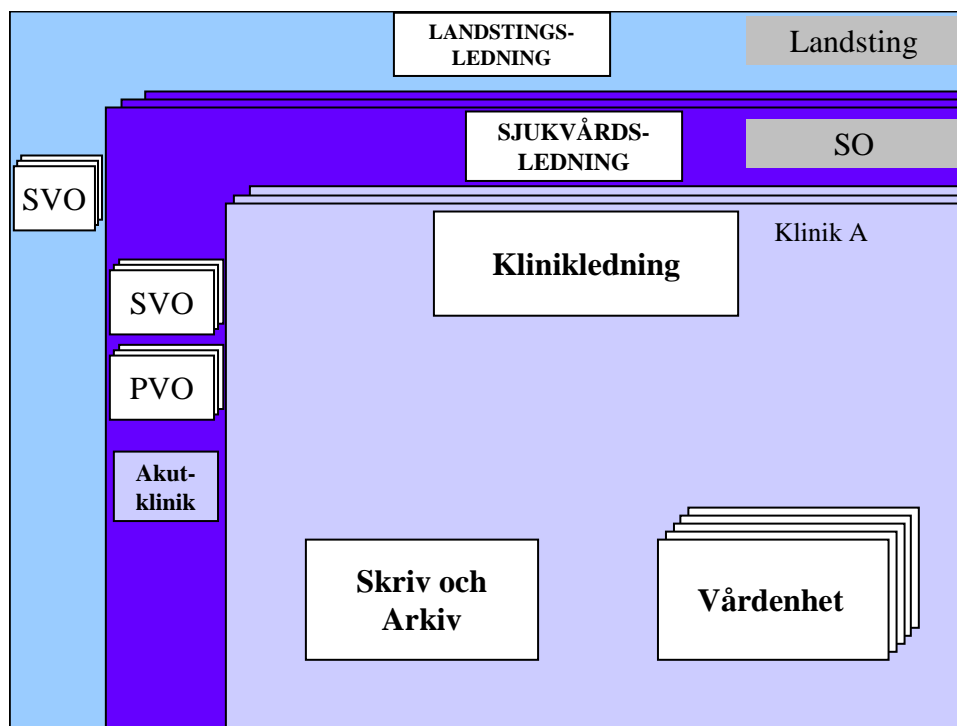 LANDSTINGS-
LEDNING
Landsting
SJUKVÅRDS-
LEDNING
SO
SVO
Klinikledning
Klinik A
SVO
PVO
Akut-
klinik
Skriv och
Arkiv
Vårdenhet